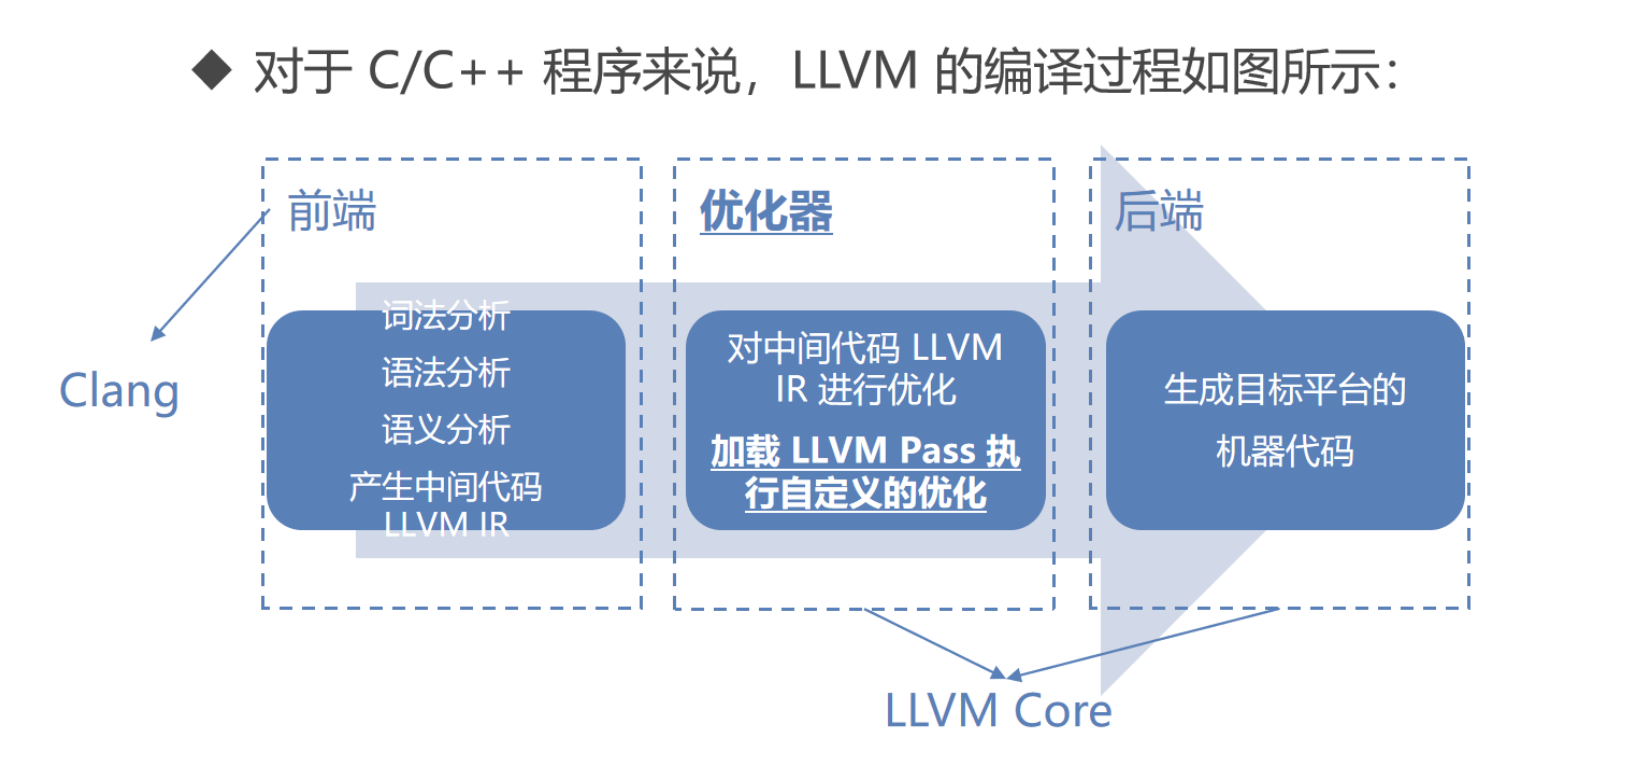 ◆ 对于 C/C++ 程序来说，LLVM 的编译过程如图所示：
前端
优化器
后端
词法分析
语法分析
语义分析
产生中间代码
LLVM IR
对中间代码 LLVM
IR 进行优化
加载 LLVM Pass 执
行自定义的优化
生成目标平台的
机器代码
Clang
LLVM Core